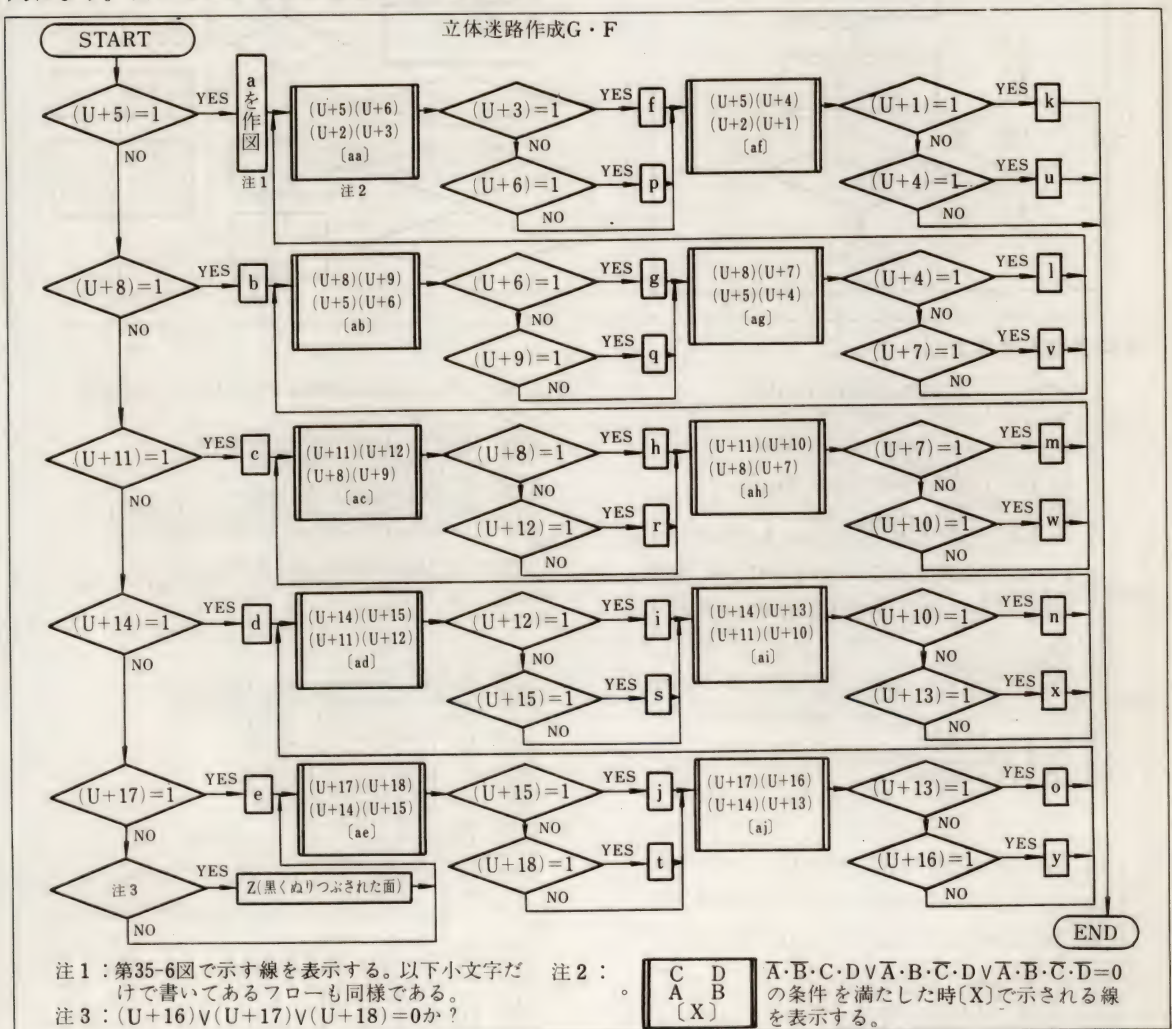 立体迷路作成G・F
START
(U+5)=1
YES
NO
aを作図
注1
(U+5)(U+6)
(U+2)(U+3)
〔aa〕
注2
(U+3)=1
YES
f
NO
(U+6)=1
YES
p
NO
(U+5)(U+4)
(U+2)(U+1)
〔af〕
(U+1)=1
YES
k
NO
(U+4)=1
YES
u
NO
(U+8)=1
YES
NO
b
(U+8)(U+9)
(U+5)(U+6)
〔ab〕
(U+6)=1
YES
g
NO
(U+9)=1
YES
q
NO
(U+8)(U+7)
(U+5)(U+4)
〔ag〕
(U+4)=1
YES
l
NO
(U+7)=1
YES
v
NO
(U+11)=1
YES
NO
c
(U+11)(U+12)
(U+8)(U+9)
〔ac〕
(U+8)=1
YES
h
NO
(U+12)=1
YES
r
NO
(U+11)(U+10)
(U+8)(U+7)
〔ah〕
(U+7)=1
YES
m
NO
(U+10)=1
YES
w
NO
(U+14)=1
YES
NO
d
(U+14)(U+15)
(U+11)(U+12)
〔ad〕
(U+12)=1
YES
i
NO
(U+15)=1
YES
s
NO
(U+14)(U+13)
(U+11)(U+10)
〔ai〕
(U+10)=1
YES
n
NO
(U+13)=1
YES
x
NO
(U+17)=1
YES
NO
e
(U+17)(U+18)
(U+14)(U+15)
〔ae〕
(U+15)=1
YES
j
NO
(U+18)=1
YES
t
NO
(U+17)(U+16)
(U+14)(U+13)
〔aj〕
(U+13)=1
YES
o
NO
(U+16)=1
YES
y
NO
注3
YES
Z(黒くぬりつぶされた面)
NO
END
注1：第35-6図で示す線を表示する。以下小文字だ
けで書いてあるフローも同様である。
注3：(U+16)∨(U+17)∨(U+18)=0か？
注2：
C D
A B
〔X〕
A̅・B̅・C・D∨A̅・B・C̅・D∨A̅・B・C̅・D̅=0
の条件を満たした時〔X〕で示される線
を表示する。